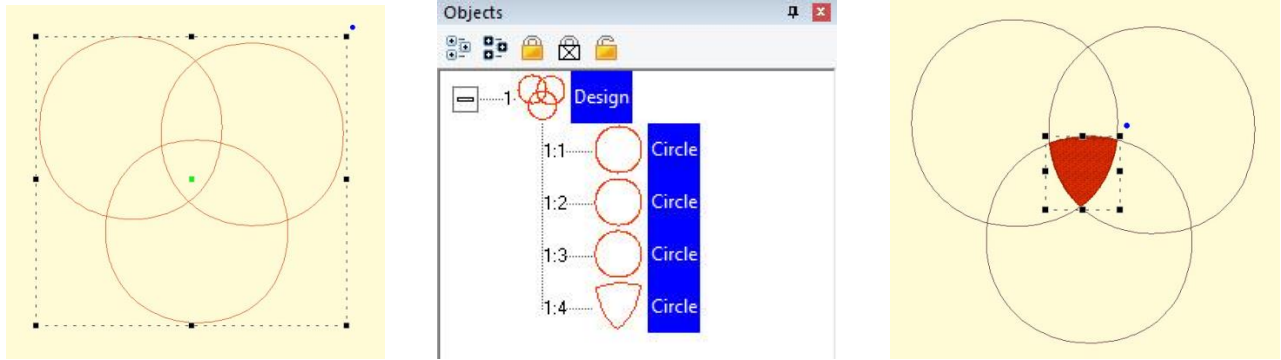 Objects
1 Design
1:1 Circle
1:2 Circle
1:3 Circle
1:4 Circle